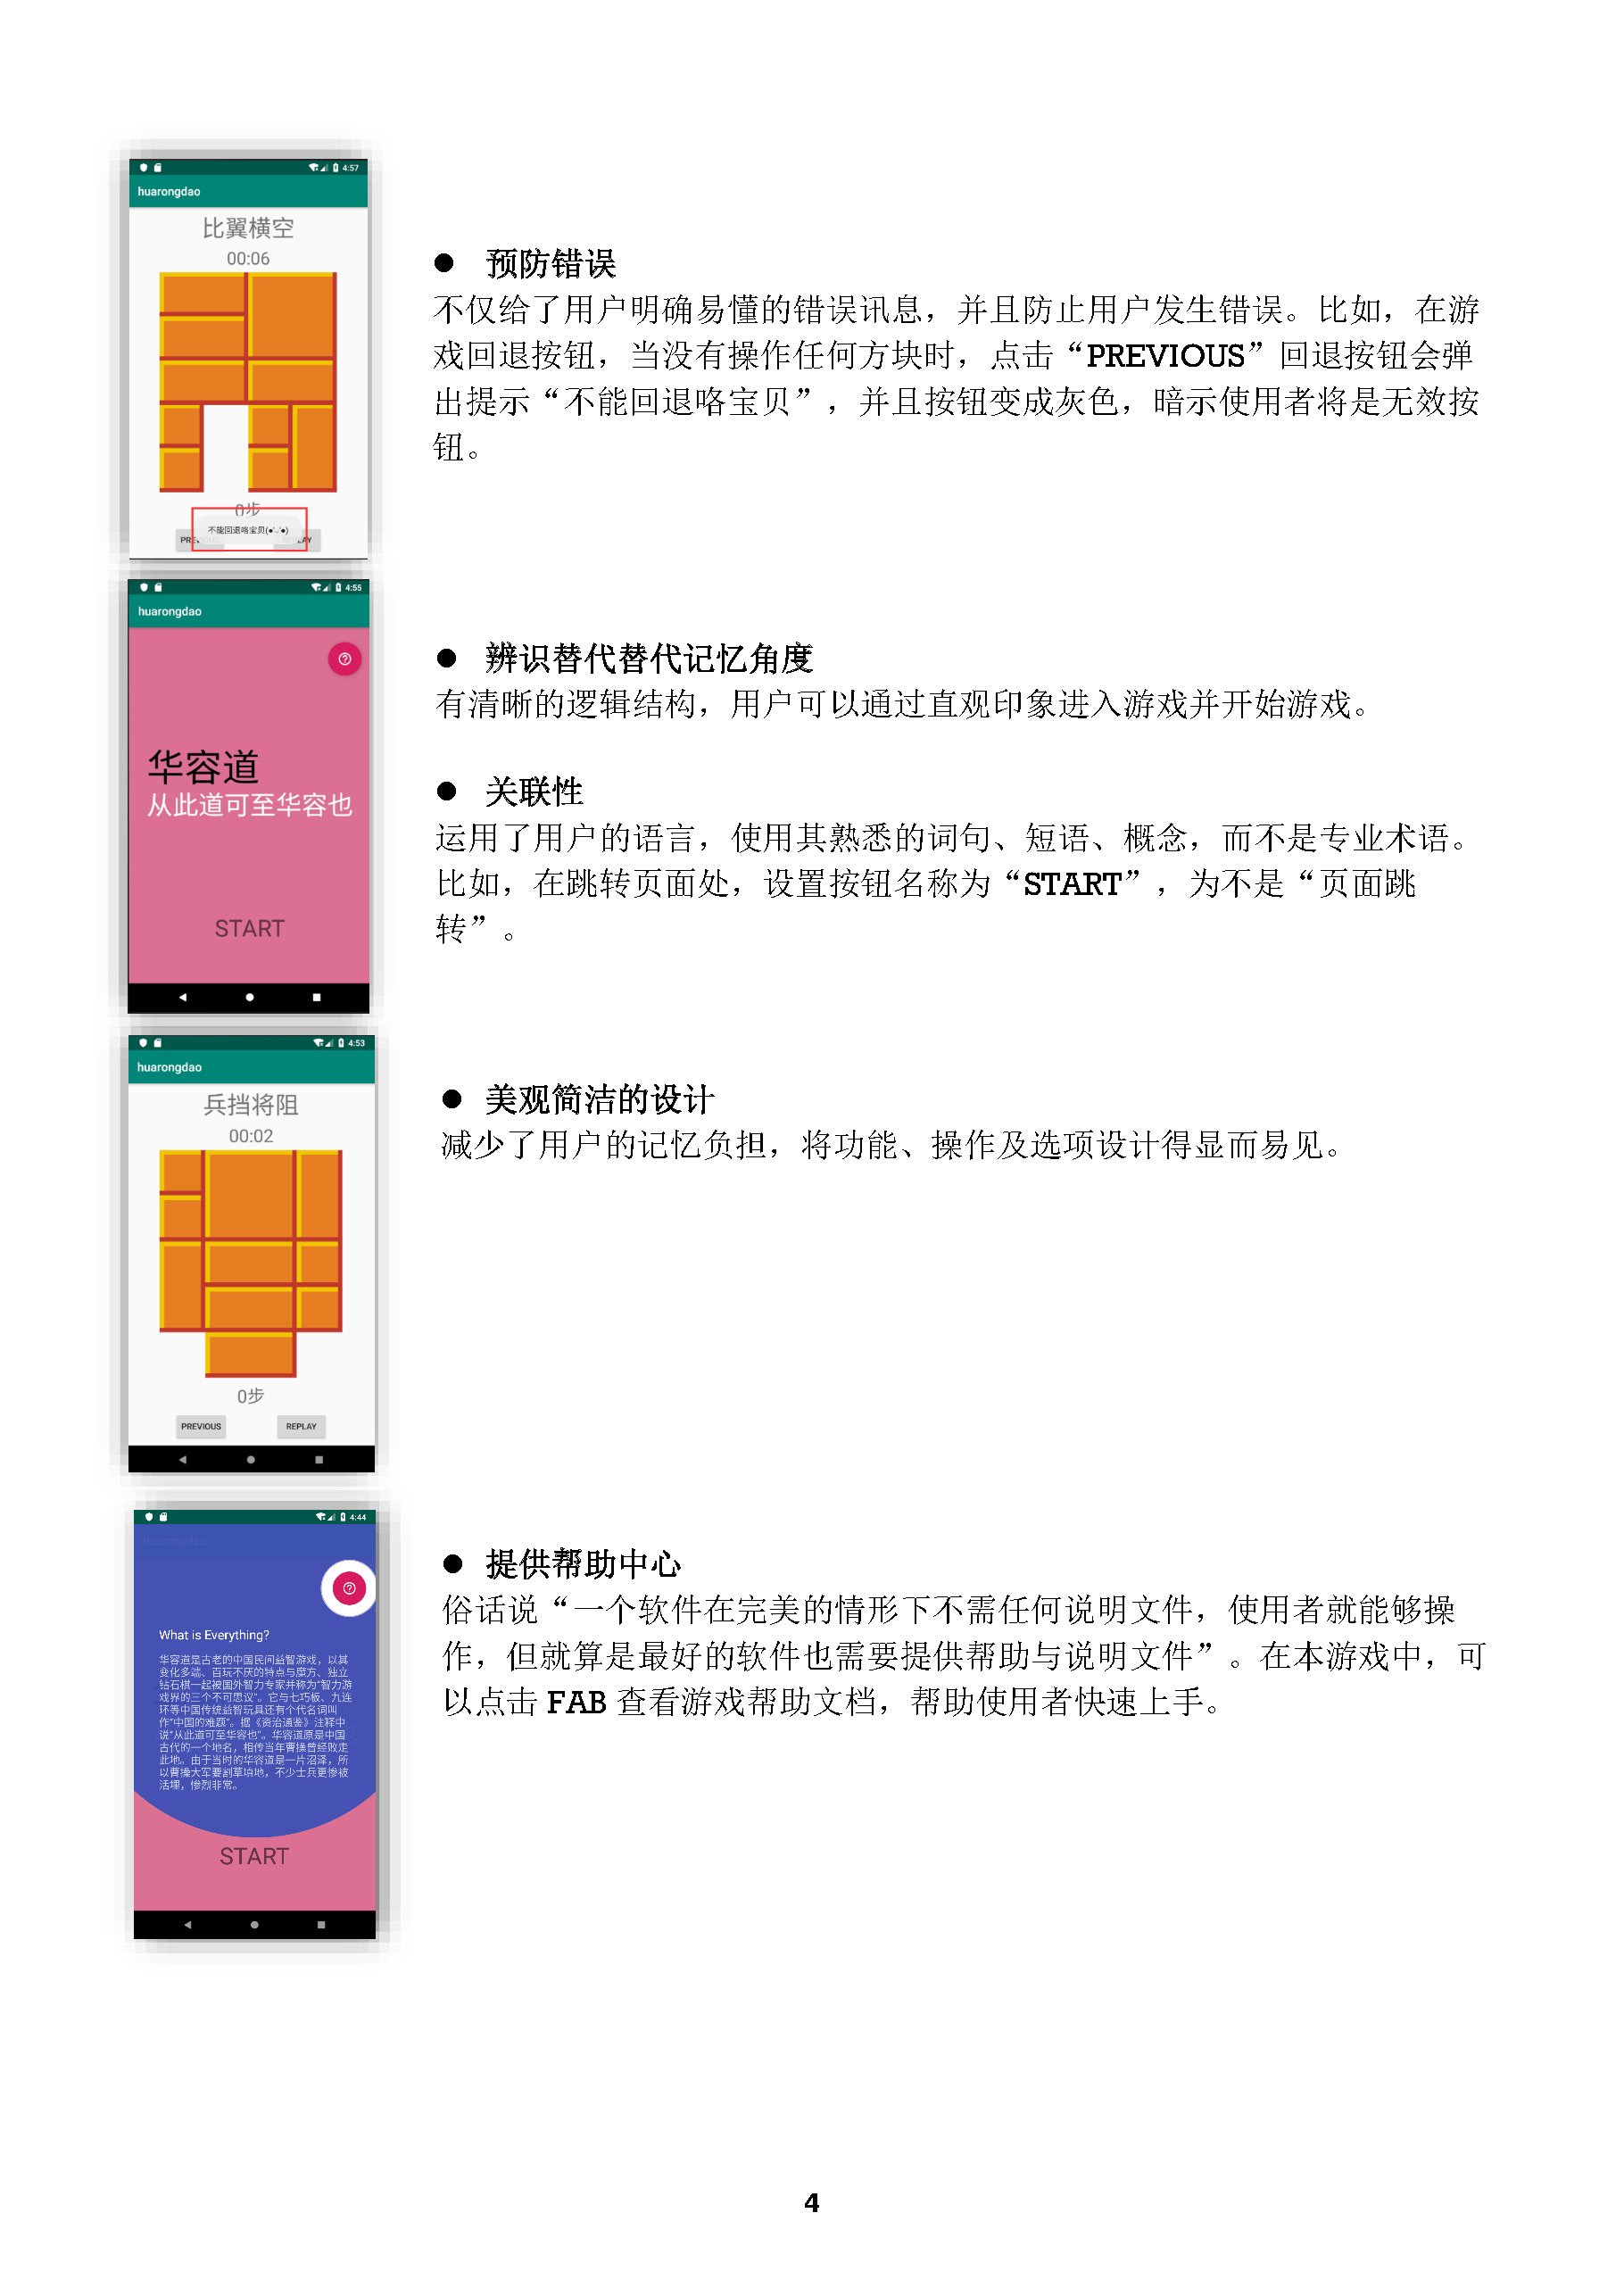 4:57
huarongdao
比翼横空
00:06
0步
不能回退咯宝贝(●'◡'●)
● 预防错误
不仅给了用户明确易懂的错误讯息，并且防止用户发生错误。比如，在游
戏回退按钮，当没有操作任何方块时，点击“PREVIOUS”回退按钮会弹
出提示“不能回退咯宝贝”，并且按钮变成灰色，暗示使用者将是无效按
钮。
4:55
huarongdao
华容道
从此道可至华容也
START
● 辨识替代替代记忆角度
有清晰的逻辑结构，用户可以通过直观印象进入游戏并开始游戏。
● 关联性
运用了用户的语言，使用其熟悉的词句、短语、概念，而不是专业术语。
比如，在跳转页面处，设置按钮名称为“START”，为不是“页面跳
转”。
4:53
huarongdao
兵挡将阻
00:02
0步
PREVIOUS REPLAY
● 美观简洁的设计
减少了用户的记忆负担，将功能、操作及选项设计得显而易见。
4:44
huarongdao
What is Everything?
华容道是古老的中国民间益智游戏，以其
变化多端、百玩不厌的特点与魔方、独立
钻石棋一起被国外智力专家并称为“智力游
戏界的三个不可思议”。它与七巧板、九连
环等中国传统益智玩具还有个代名词叫
作“中国的难题”。据《资治通鉴》注释中
说“从此道可至华容也”。华容道原是中国
古代的一个地名，相传当年曹操曾经败走
此地。由于当时的华容道是一片沼泽，所
以曹操大军要割草填地，不少士兵更惨被
活埋，惨烈非常。
START
● 提供帮助中心
俗话说“一个软件在完美的情形下不需任何说明文件，使用者就能够操
作，但就算是最好的软件也需要提供帮助与说明文件”。在本游戏中，可
以点击 FAB 查看游戏帮助文档，帮助使用者快速上手。
4